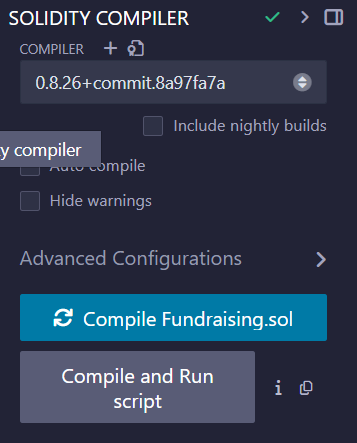 SOLIDITY COMPILER
COMPILER
0.8.26+commit.8a97fa7a
Include nightly builds
y compiler
Auto compile
Hide warnings
Advanced Configurations
Compile Fundraising.sol
Compile and Run
script